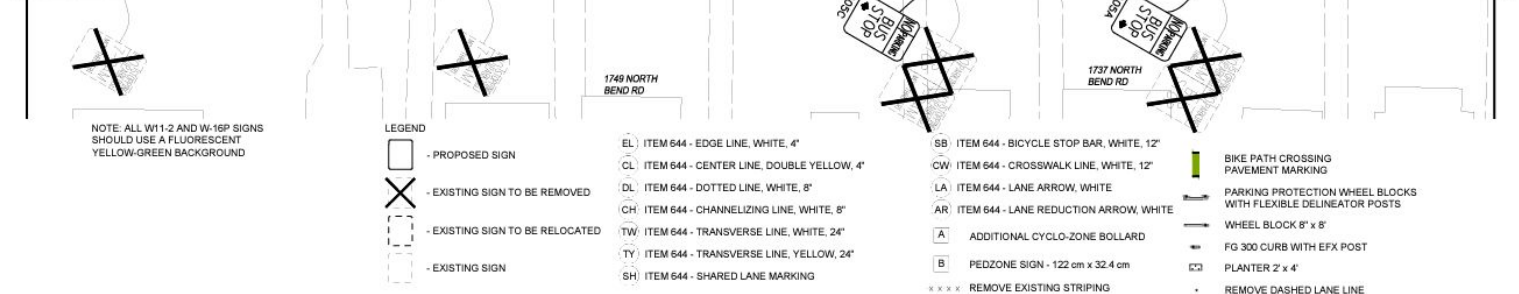 05C
BUS
STOP
NO PARKING
05A
BUS
STOP
NO PARKING
1749 NORTH
BEND RD
1737 NORTH
BEND RD
NOTE: ALL W11-2 AND W-16P SIGNS
SHOULD USE A FLUORESCENT
YELLOW-GREEN BACKGROUND
LEGEND
- PROPOSED SIGN
- EXISTING SIGN TO BE REMOVED
- EXISTING SIGN TO BE RELOCATED
- EXISTING SIGN
EL ITEM 644 - EDGE LINE, WHITE, 4"
CL ITEM 644 - CENTER LINE, DOUBLE YELLOW, 4"
DL ITEM 644 - DOTTED LINE, WHITE, 8"
CH ITEM 644 - CHANNELIZING LINE, WHITE, 8"
TW ITEM 644 - TRANSVERSE LINE, WHITE, 24"
TY ITEM 644 - TRANSVERSE LINE, YELLOW, 24"
SH ITEM 644 - SHARED LANE MARKING
SB ITEM 644 - BICYCLE STOP BAR, WHITE, 12"
CW ITEM 644 - CROSSWALK LINE, WHITE, 12"
LA ITEM 644 - LANE ARROW, WHITE
AR ITEM 644 - LANE REDUCTION ARROW, WHITE
A ADDITIONAL CYCLO-ZONE BOLLARD
B PEDZONE SIGN - 122 cm x 32.4 cm
x x x x REMOVE EXISTING STRIPING
BIKE PATH CROSSING
PAVEMENT MARKING
PARKING PROTECTION WHEEL BLOCKS
WITH FLEXIBLE DELINEATOR POSTS
WHEEL BLOCK 8" x 8'
FG 300 CURB WITH EFX POST
PLANTER 2' x 4'
REMOVE DASHED LANE LINE